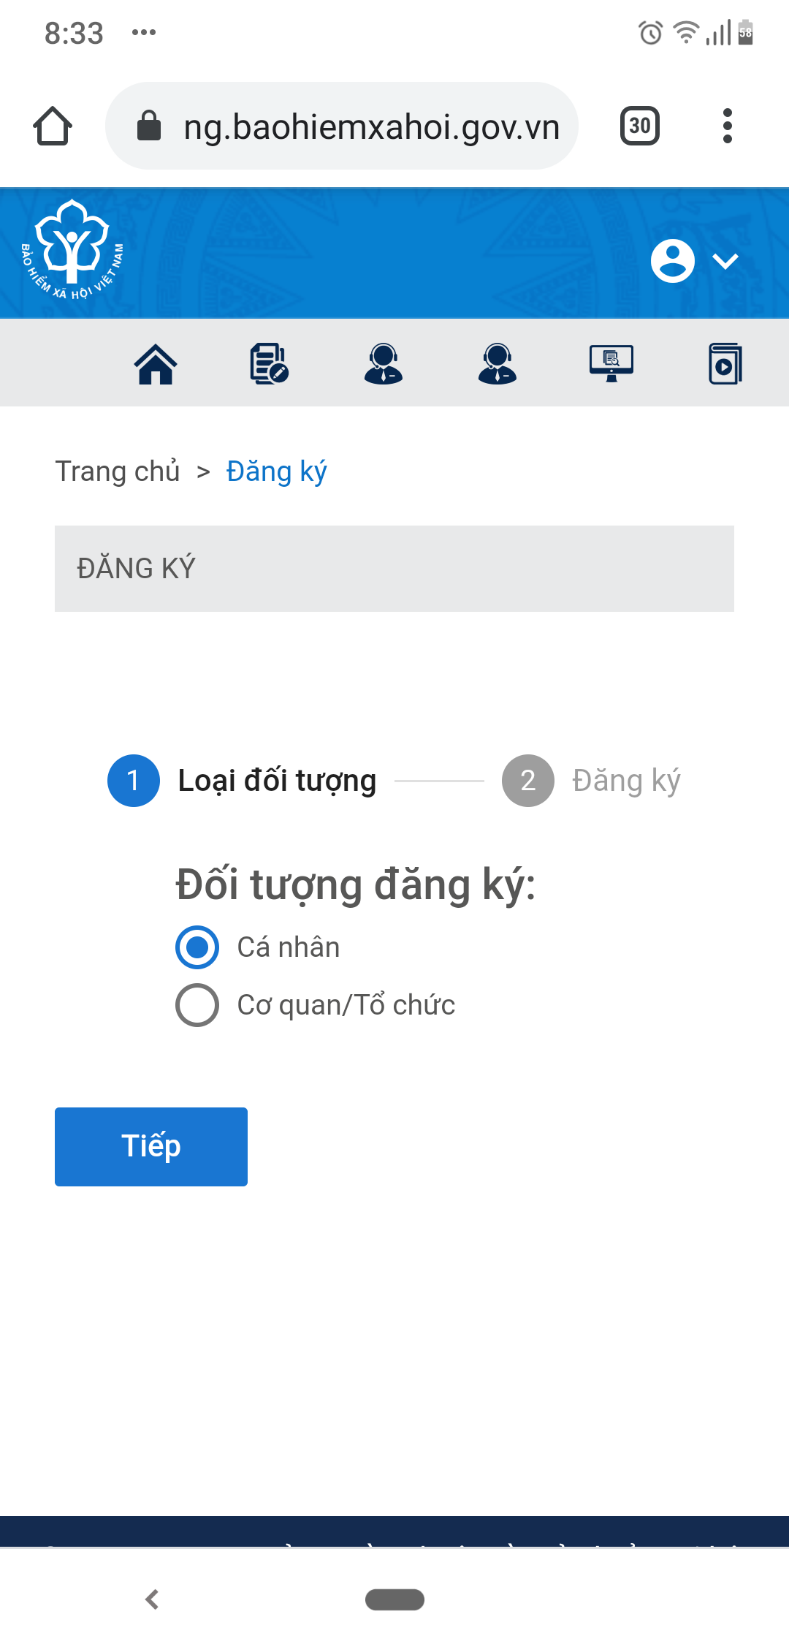 8:33 ...
58
ng.baohiemxahoi.gov.vn
30
BẢO HIỂM XÃ HỘI VIỆT NAM
Trang chủ > Đăng ký
ĐĂNG KÝ
1 Loại đối tượng
2 Đăng ký
Đối tượng đăng ký:
Cá nhân
Cơ quan/Tổ chức
Tiếp